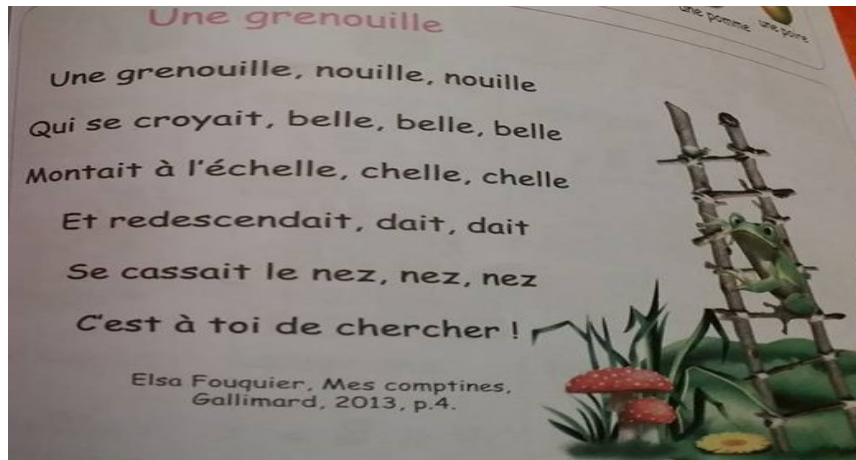 une pomme
une poire
Une grenouille
Une grenouille, nouille, nouille
Qui se croyait, belle, belle, belle
Montait à l'échelle, chelle, chelle
Et redescendait, dait, dait
Se cassait le nez, nez, nez
C'est à toi de chercher !
Elsa Fouquier, Mes comptines,
Gallimard, 2013, p.4.